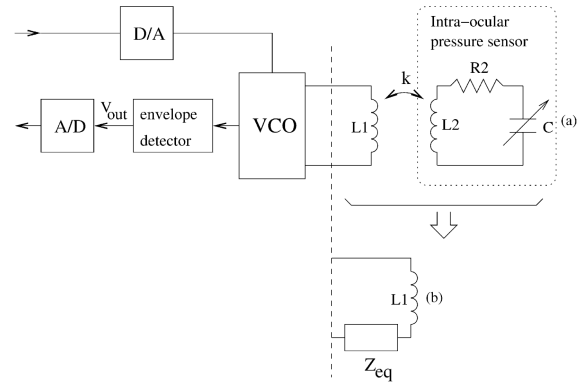 Intra-ocular
pressure sensor
D/A
R2
k
A/D
V
out
envelope
detector
VCO
L1
L2
C
(a)
L1
(b)
Z
eq